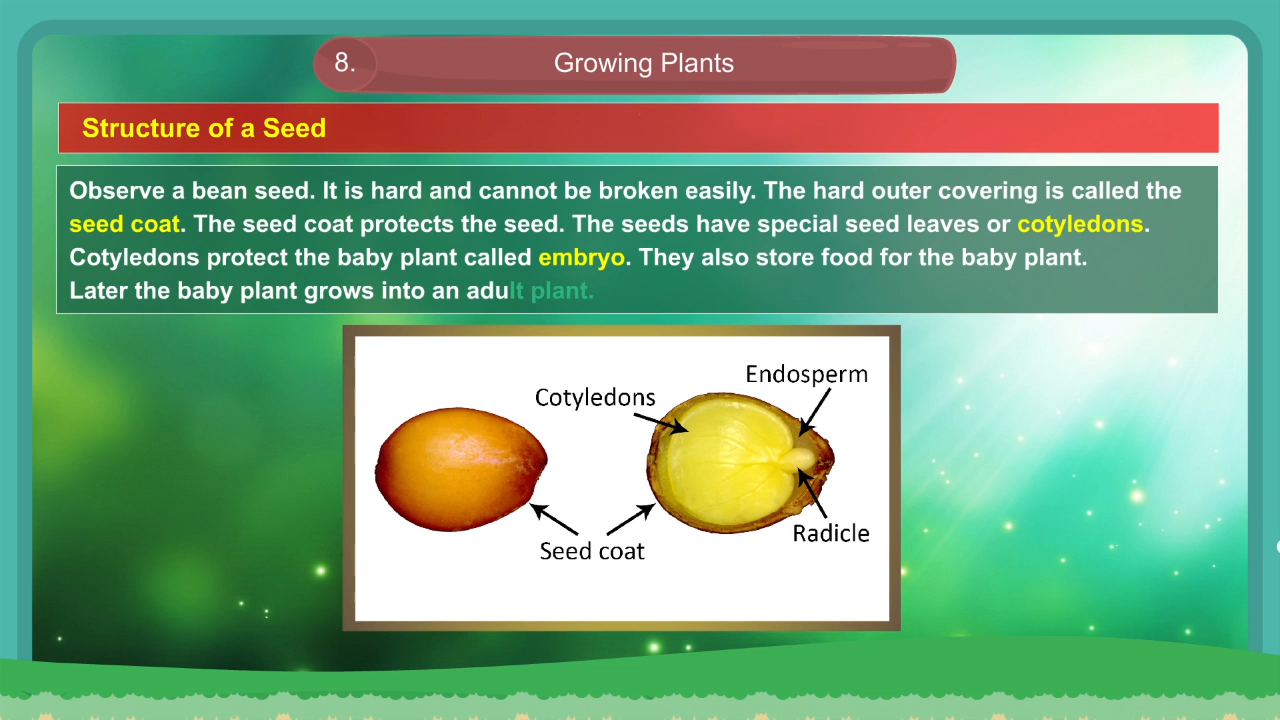 8.
Growing Plants
Structure of a Seed
Observe a bean seed. It is hard and cannot be broken easily. The hard outer covering is called the
seed coat. The seed coat protects the seed. The seeds have special seed leaves or cotyledons.
Cotyledons protect the baby plant called embryo. They also store food for the baby plant.
Later the baby plant grows into an adult plant.
Endosperm
Cotyledons
Radicle
Seed coat